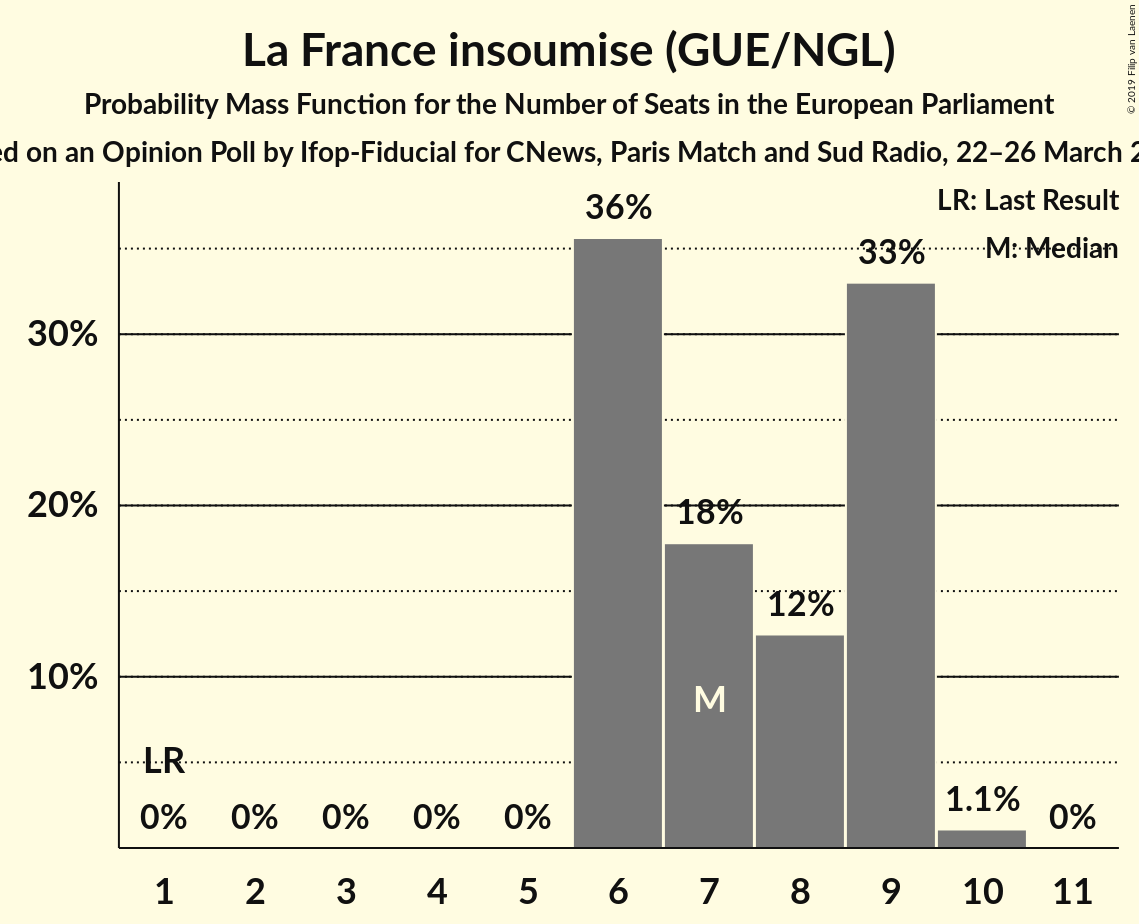 La France insoumise (GUE/NGL)
Probability Mass Function for the Number of Seats in the European Parliament
on an Opinion Poll by Ifop-Fiducial for CNews, Paris Match and Sud Radio, 22–26 March
© 2019 Filip van Laenen
LR: Last Result
M: Median
36%
33%
30%
20%
18%
12%
10%
M
LR
1.1%
0% 0% 0% 0% 0% 0%
1 2 3 4 5 6 7 8 9 10 11